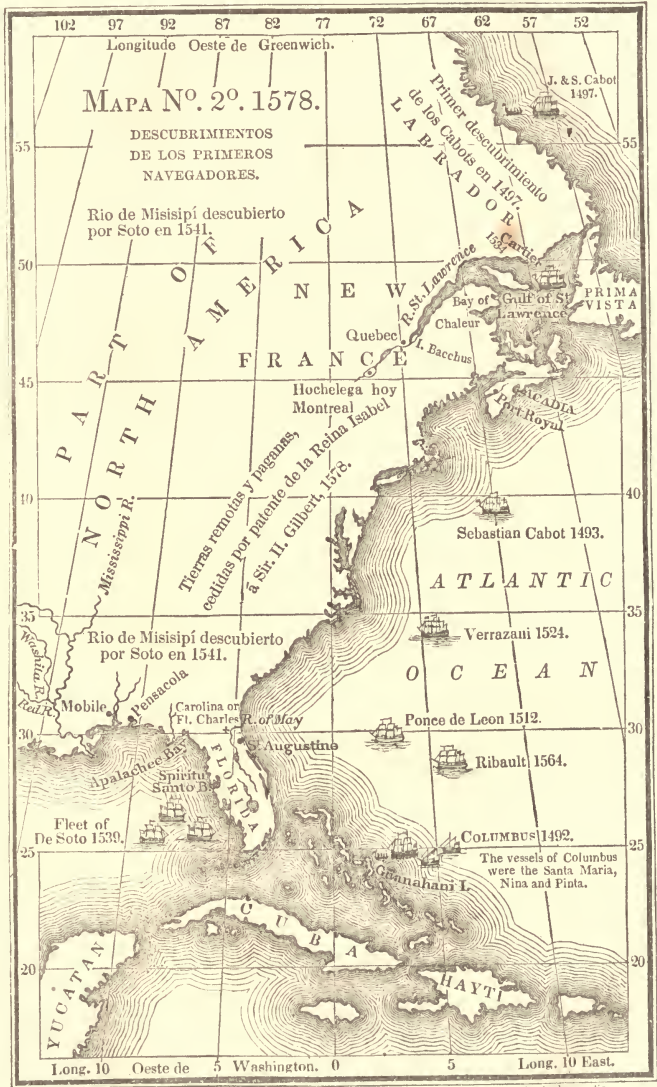 102 97 92 87 82 77 72 67 62 57 52
Longitude Oeste de Greenwich.
MAPA Nº. 2º. 1578.
DESCUBRIMIENTOS
DE LOS PRIMEROS
NAVEGADORES.
J. & S. Cabot
1497.
Primer descubrimiento
de los Cabots en 1497.
LABRADOR
55
55
Rio de Misisipí descubierto
por Soto en 1541.
PART OF
NORTH AMERICA
50
50
NEW
FRANCE
R. St. Lawrence
Cartier
1534
Bay of
Chaleur
Gulf of St
Lawrence
PRIMA
VISTA
Quebec
I. Bacchus
45
45
Hochelega hoy
Montreal
ACADIA
Port Royal
Tierras remotas y paganas,
cedidas por patente de la Reina Isabel
ā Sir. H. Gilbert, 1578.
40
40
Mississippi R.
Sebastian Cabot 1493.
ATLANTIC
OCEAN
35
35
Verrazani 1524.
Washita R.
Red R.
Rio de Misisipí descubierto
por Soto en 1541.
Mobile
Pensacola
Carolina or
Ft. Charles
R. of May
St Augustine
30
30
Ponce de Leon 1512.
Ribault 1564.
Apalachee Bay
Spiritu
Santo B.
FLORIDA
Fleet of
De Soto 1539.
25
25
COLUMBUS 1492.
The vessels of Columbus
were the Santa Maria,
Nina and Pinta.
Guanahani I.
CUBA
YUCATAN
HAYTI
20
20
Long. 10 Oeste de 5 Washington. 0 5 Long. 10 East.